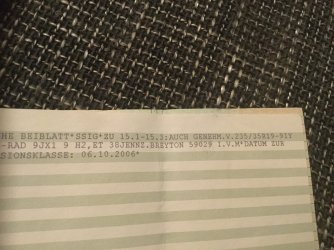 HE BEIBLATT*SSIG*ZU 15.1-15.3:AUCH GENEHM.V.235/35R19-91Y
-RAD 9JX1 9 H2,ET 38JENNZ.BREYTON 59029 I.V.M*DATUM ZUR
SIONSKLASSE: 06.10.2006*